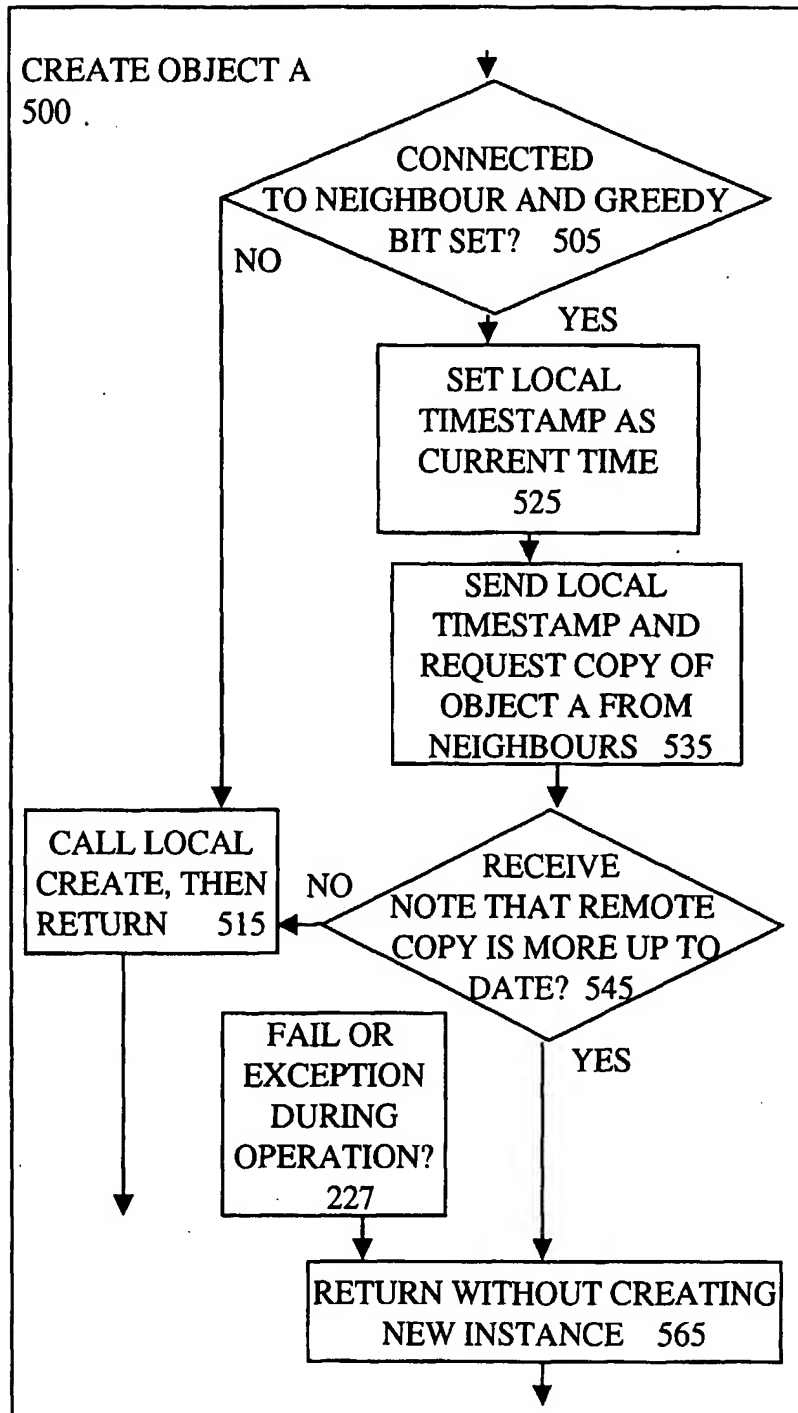 CREATE OBJECT A
500 .
CONNECTED
TO NEIGHBOUR AND GREEDY
BIT SET? 505
NO
YES
SET LOCAL
TIMESTAMP AS
CURRENT TIME
525
SEND LOCAL
TIMESTAMP AND
REQUEST COPY OF
OBJECT A FROM
NEIGHBOURS 535
CALL LOCAL
CREATE, THEN
RETURN 515
NO
RECEIVE
NOTE THAT REMOTE
COPY IS MORE UP TO
DATE? 545
YES
FAIL OR
EXCEPTION
DURING
OPERATION?
227
RETURN WITHOUT CREATING
NEW INSTANCE 565